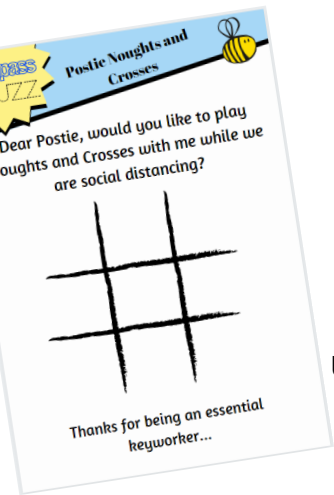 pass
UZZ
Postie Noughts and
Crosses
Dear Postie, would you like to play
oughts and Crosses with me while we
are social distancing?
Thanks for being an essential
keyworker...